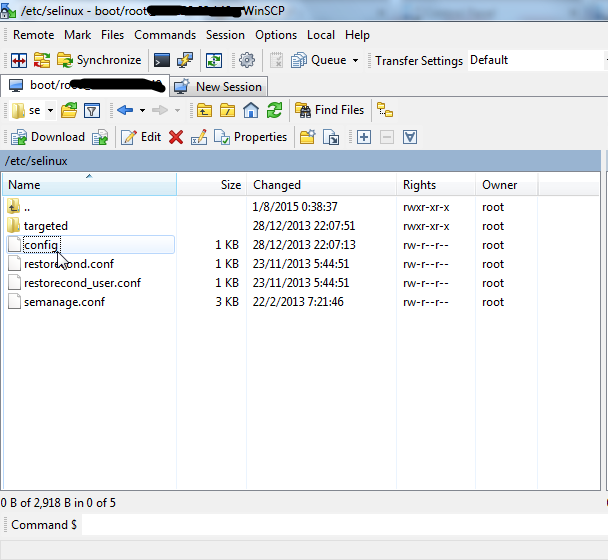 /etc/selinux - boot/root WinSCP
Remote Mark Files Commands Session Options Local Help
Synchronize Queue Transfer Settings Default
boot/root New Session
se Find Files
Download Edit Properties
/etc/selinux
Name Size Changed Rights Owner
.. 1/8/2015 0:38:37 rwxr-xr-x root
targeted 28/12/2013 22:07:51 rwxr-xr-x root
config 1 KB 28/12/2013 22:07:13 rw-r--r-- root
restorecond.conf 1 KB 23/11/2013 5:44:51 rw-r--r-- root
restorecond_user.conf 1 KB 23/11/2013 5:44:51 rw-r--r-- root
semanage.conf 3 KB 22/2/2013 7:21:46 rw-r--r-- root
0 B of 2,918 B in 0 of 5
Command $